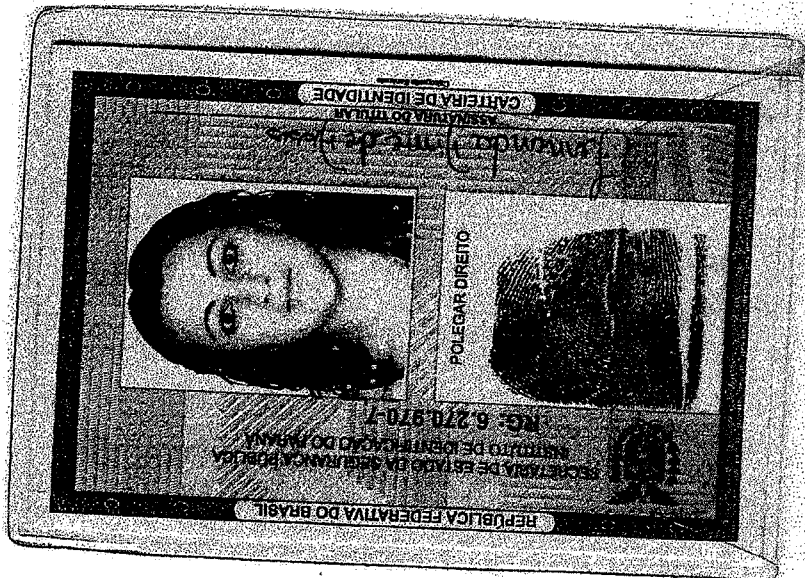 REPÚBLICA FEDERATIVA DO BRASIL
SECRETARIA DE ESTADO DA SEGURANÇA PÚBLICA
INSTITUTO DE IDENTIFICAÇÃO DO PARANÁ
RG: 6.270.970-7
POLEGAR DIREITO
ASSINATURA DO TITULAR
CARTEIRA DE IDENTIDADE